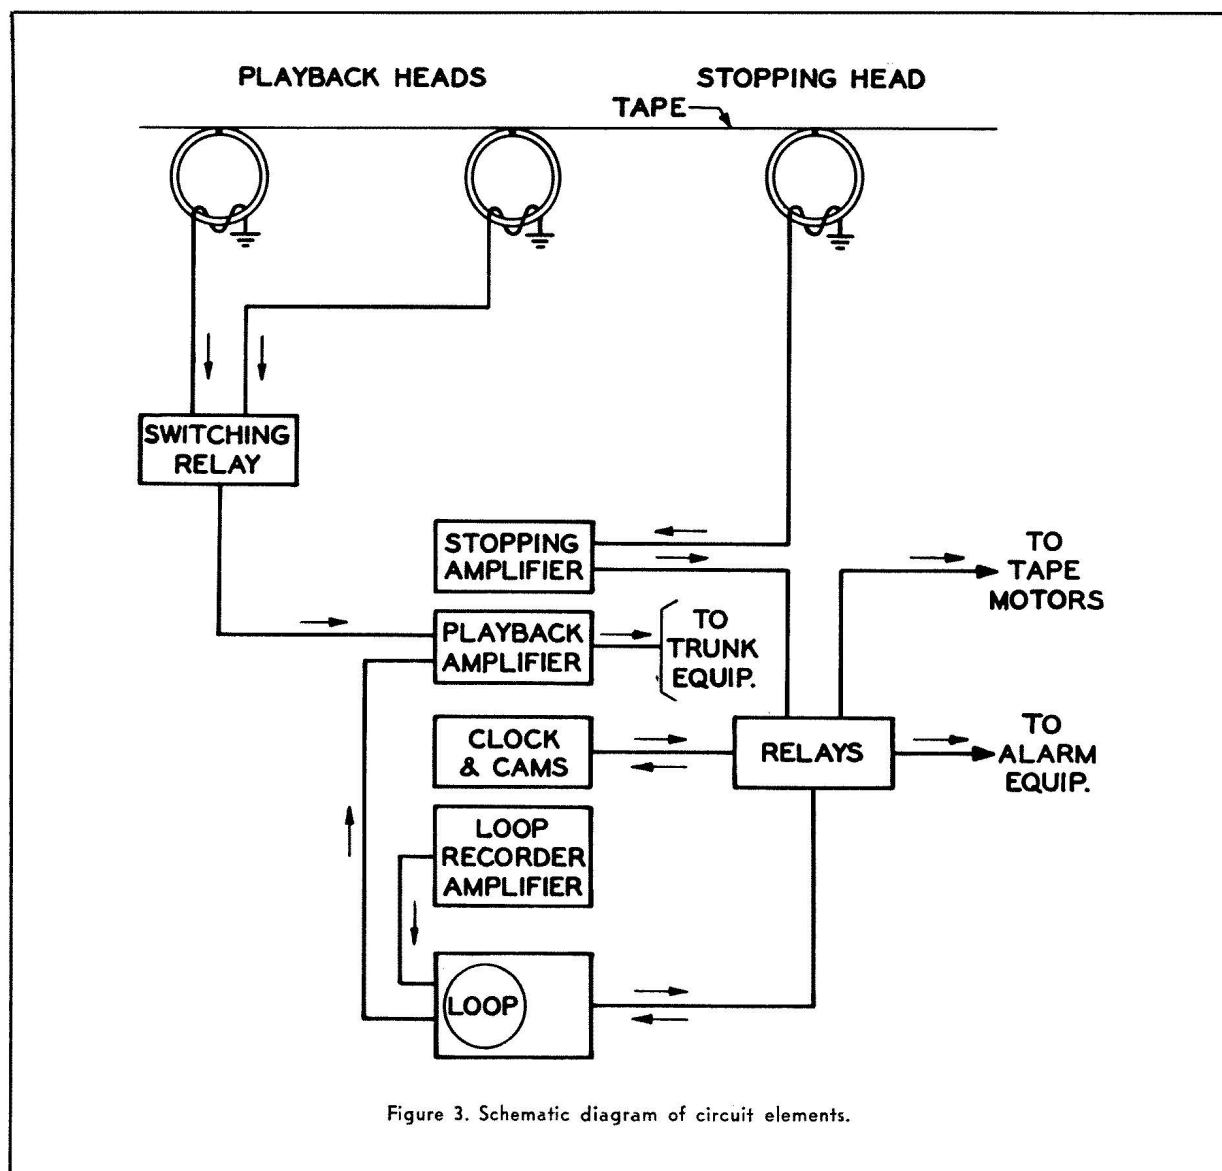 PLAYBACK HEADS
STOPPING HEAD
TAPE
SWITCHING
RELAY
STOPPING
AMPLIFIER
TO
TAPE
MOTORS
PLAYBACK
AMPLIFIER
TO
TRUNK
EQUIP.
CLOCK
& CAMS
RELAYS
TO
ALARM
EQUIP.
LOOP
RECORDER
AMPLIFIER
LOOP
Figure 3. Schematic diagram of circuit elements.